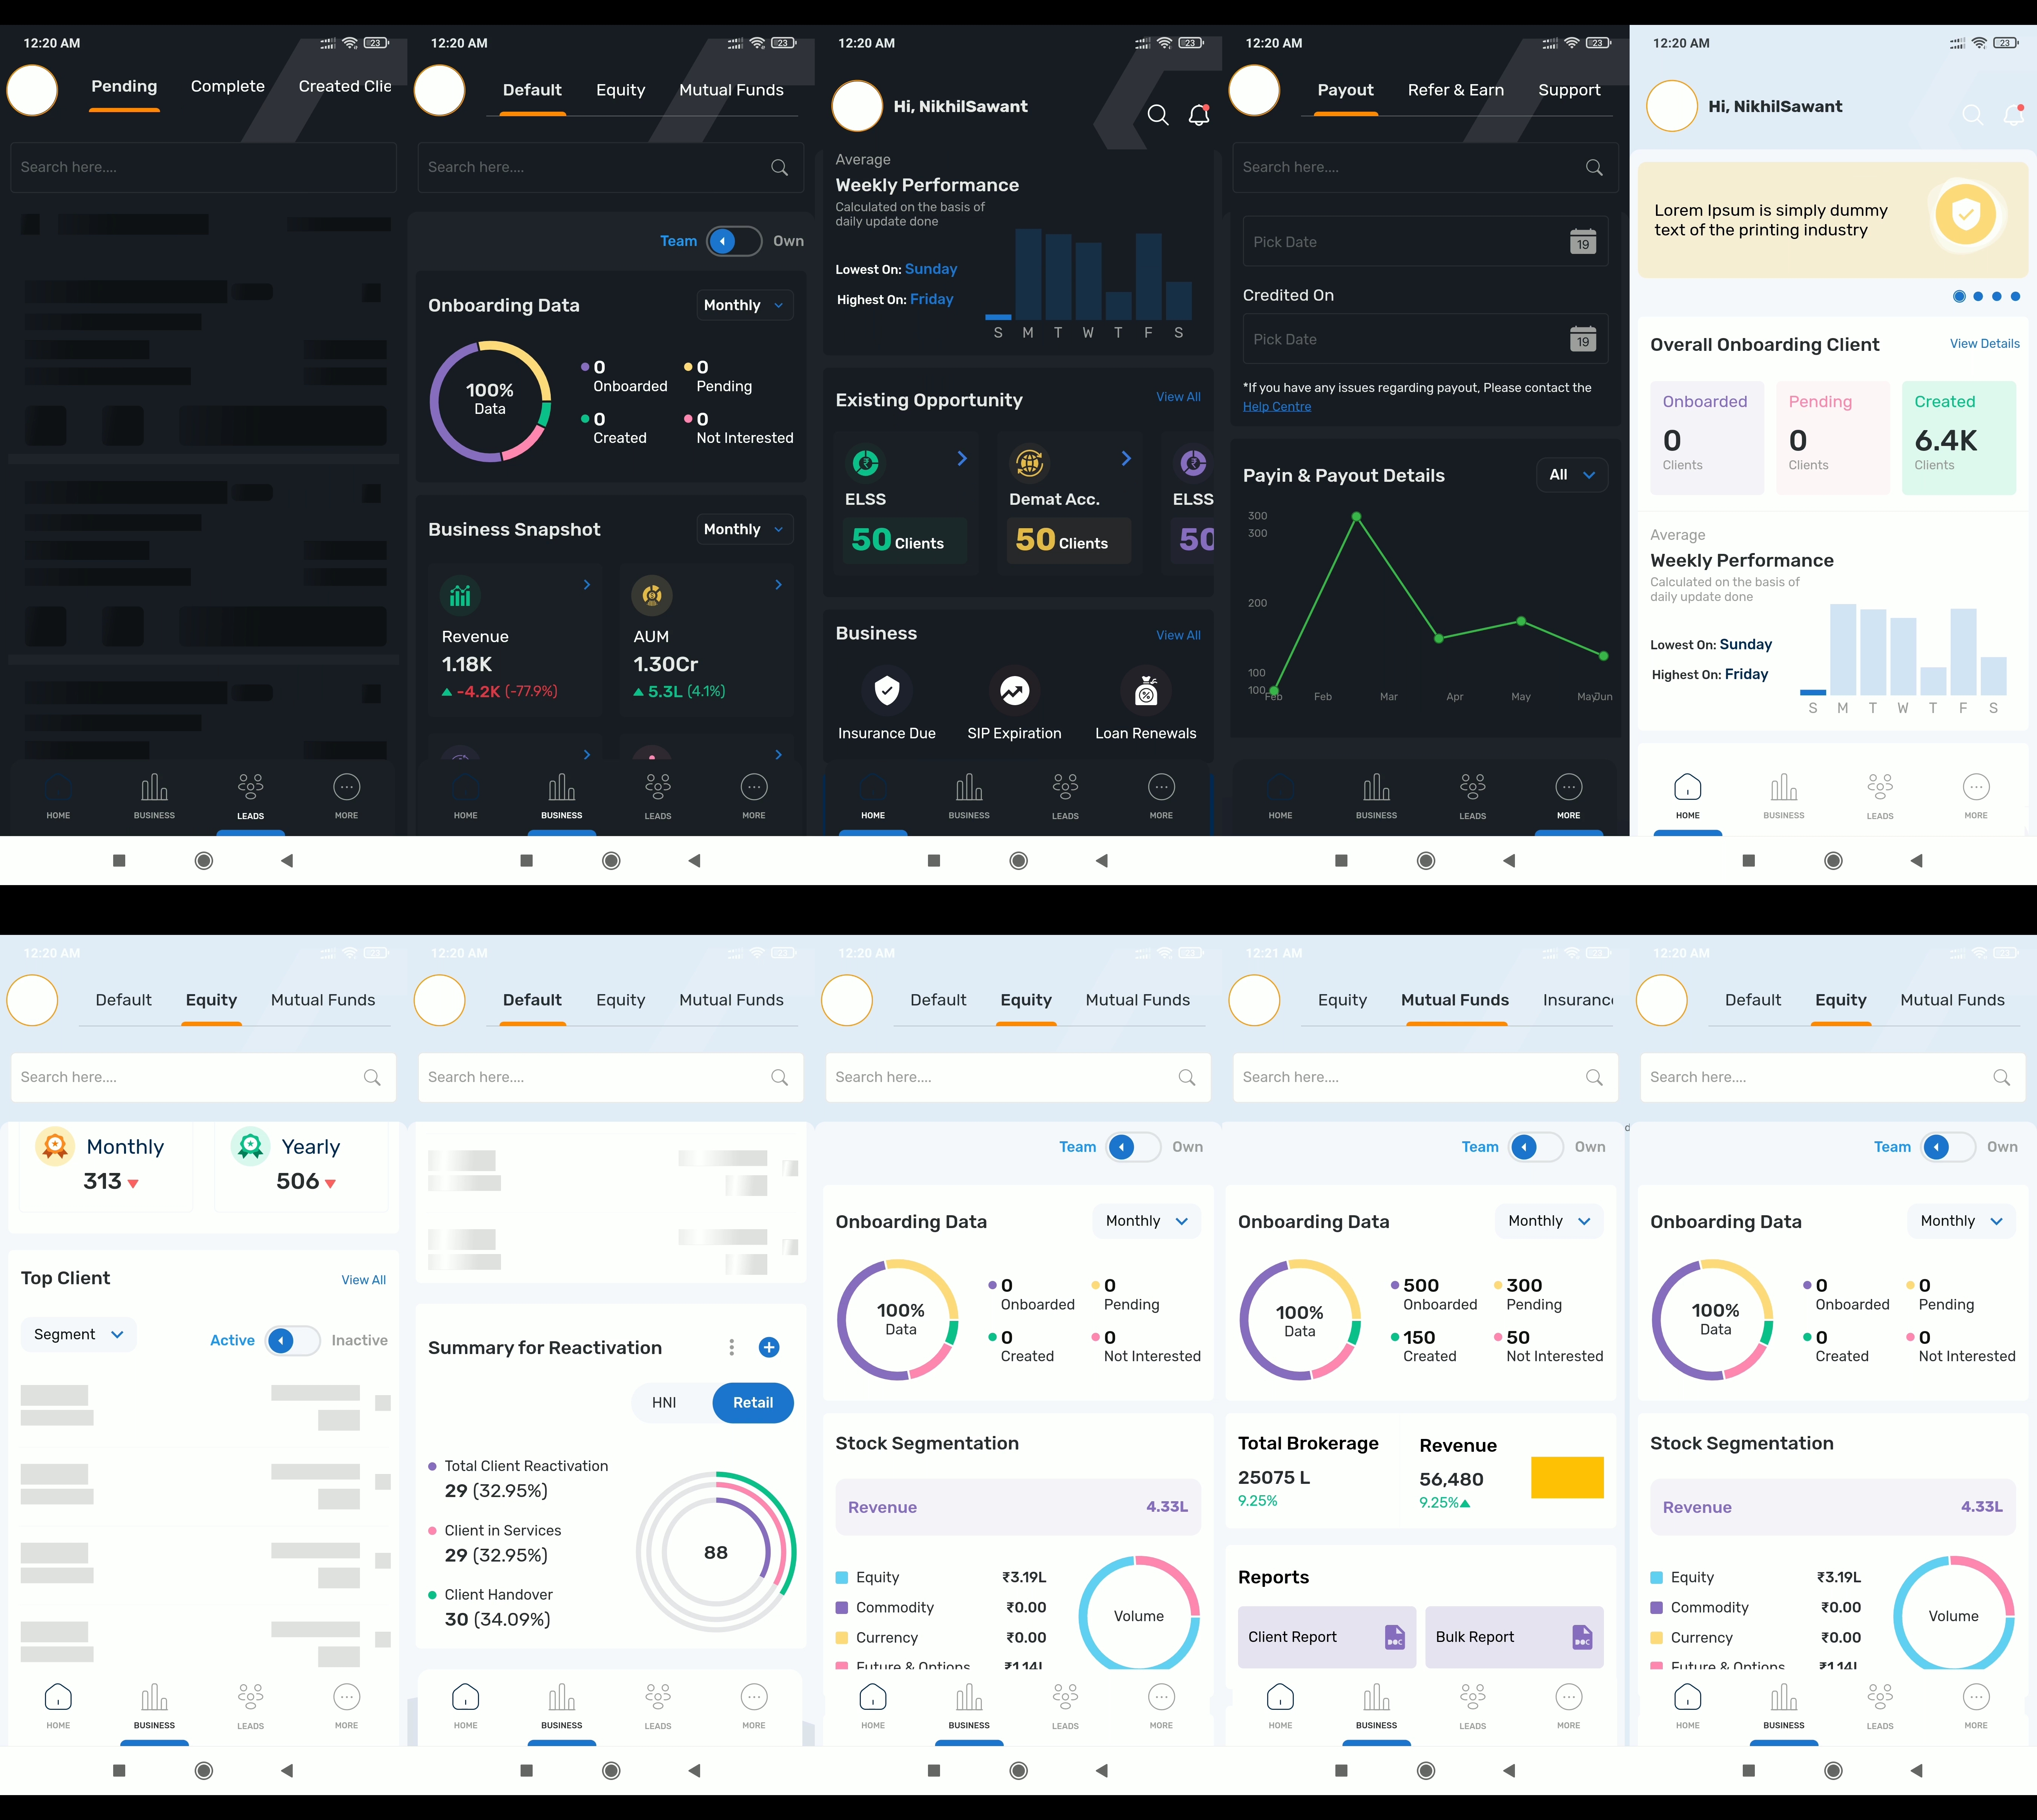 12:20 AM
23
Pending Complete Created Clie
Search here....
HOME BUSINESS LEADS MORE
12:20 AM
23
Default Equity Mutual Funds
Search here....
Team Own
Onboarding Data Monthly
100%
Data
0 Onboarded
0 Pending
0 Created
0 Not Interested
Business Snapshot Monthly
Revenue
1.18K
-4.2K (-77.9%)
AUM
1.30Cr
5.3L (4.1%)
HOME BUSINESS LEADS MORE
12:20 AM
23
Hi, NikhilSawant
Average
Weekly Performance
Calculated on the basis of
daily update done
Lowest On: Sunday
Highest On: Friday
S M T W T F S
Existing Opportunity View All
ELSS
50 Clients
Demat Acc.
50 Clients
ELSS
50
Business View All
Insurance Due SIP Expiration Loan Renewals
HOME BUSINESS LEADS MORE
12:20 AM
23
Payout Refer & Earn Support
Search here....
Pick Date 19
Credited On
Pick Date 19
*If you have any issues regarding payout, Please contact the
Help Centre
Payin & Payout Details All
300
300
200
100
100
Feb Feb Mar Apr May May Jun
HOME BUSINESS LEADS MORE
12:20 AM
23
Hi, NikhilSawant
Lorem Ipsum is simply dummy
text of the printing industry
Overall Onboarding Client View Details
Onboarded
0
Clients
Pending
0
Clients
Created
6.4K
Clients
Average
Weekly Performance
Calculated on the basis of
daily update done
Lowest On: Sunday
Highest On: Friday
S M T W T F S
HOME BUSINESS LEADS MORE
12:20 AM
Default Equity Mutual Funds
Search here....
Monthly
313
Yearly
506
Top Client View All
Segment
Active Inactive
HOME BUSINESS LEADS MORE
12:20 AM
Default Equity Mutual Funds
Search here....
Summary for Reactivation
HNI Retail
Total Client Reactivation
29 (32.95%)
Client in Services
29 (32.95%)
Client Handover
30 (34.09%)
88
HOME BUSINESS LEADS MORE
12:20 AM
Default Equity Mutual Funds
Search here....
Team Own
Onboarding Data Monthly
100%
Data
0 Onboarded
0 Pending
0 Created
0 Not Interested
Stock Segmentation
Revenue 4.33L
Equity ₹3.19L
Commodity ₹0.00
Currency ₹0.00
Future & Options ₹1.14L
Volume
HOME BUSINESS LEADS MORE
12:21 AM
Equity Mutual Funds Insuranc
Search here....
Team Own
Onboarding Data Monthly
100%
Data
500 Onboarded
300 Pending
150 Created
50 Not Interested
Total Brokerage
25075 L
9.25%
Revenue
56,480
9.25%
Reports
Client Report DOC
Bulk Report DOC
HOME BUSINESS LEADS MORE
12:20 AM
Default Equity Mutual Funds
Search here....
d
Team Own
Onboarding Data Monthly
100%
Data
0 Onboarded
0 Pending
0 Created
0 Not Interested
Stock Segmentation
Revenue 4.33L
Equity ₹3.19L
Commodity ₹0.00
Currency ₹0.00
Future & Options ₹1.14L
Volume
HOME BUSINESS LEADS MORE